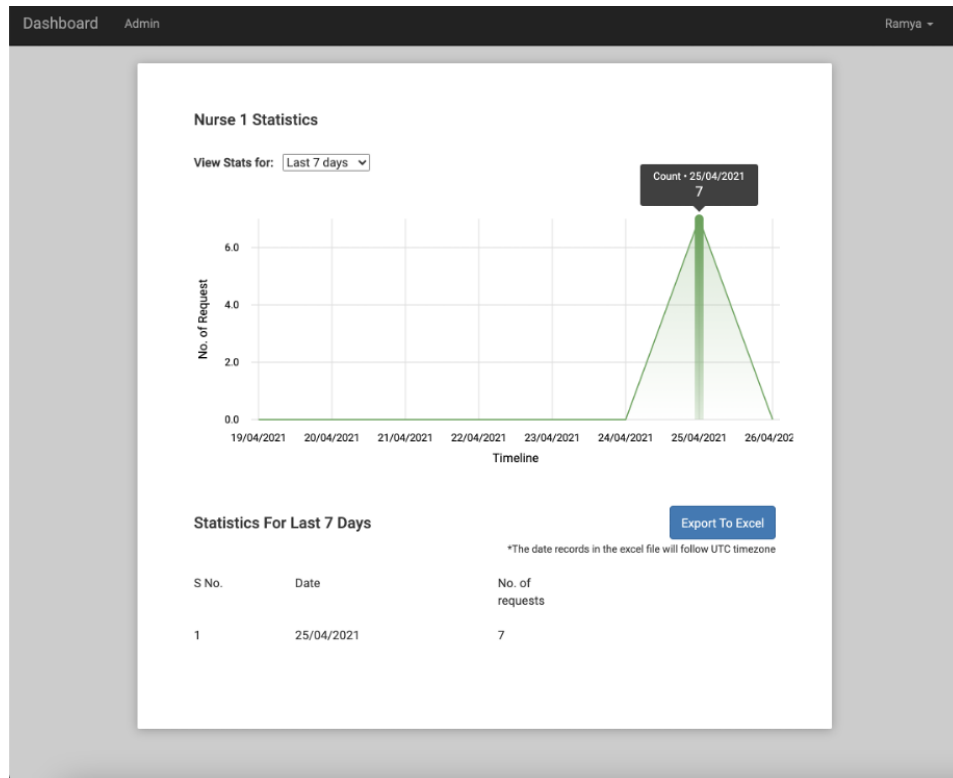 Dashboard Admin Ramya
Nurse 1 Statistics
View Stats for: Last 7 days
Count • 25/04/2021
7
6.0
4.0
2.0
0.0
No. of Request
19/04/2021 20/04/2021 21/04/2021 22/04/2021 23/04/2021 24/04/2021 25/04/2021 26/04/202
Timeline
Statistics For Last 7 Days Export To Excel
*The date records in the excel file will follow UTC timezone
S No. Date No. of
requests
1 25/04/2021 7